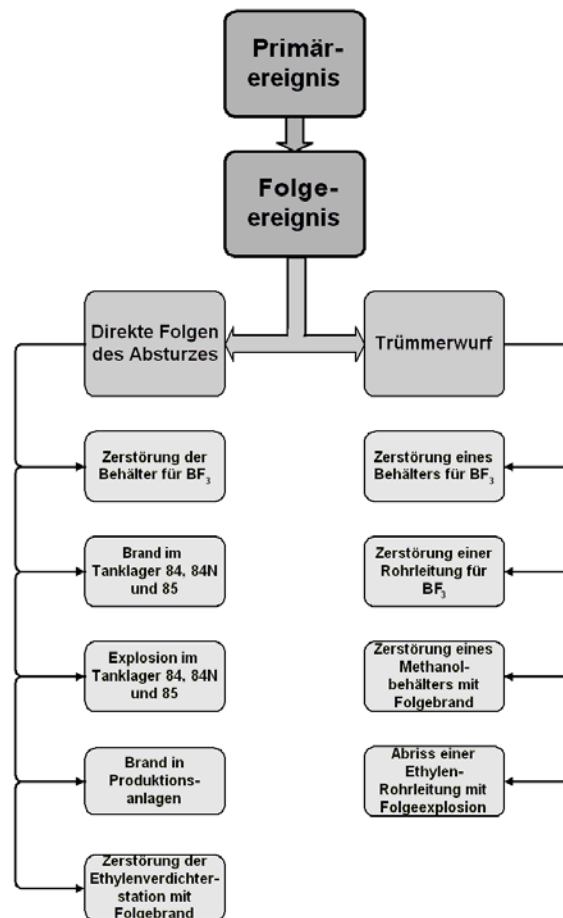 Primär-
ereignis
Folge-
ereignis
Direkte Folgen
des Absturzes
Trümmerwurf
Zerstörung der
Behälter für BF₃
Zerstörung eines
Behälters für BF₃
Brand im
Tanklager 84, 84N
und 85
Zerstörung einer
Rohrleitung für
BF₃
Explosion im
Tanklager 84, 84N
und 85
Zerstörung eines
Methanol-
behälters mit
Folgebrand
Brand in
Produktions-
anlagen
Abriss einer
Ethylen-
Rohrleitung mit
Folgeexplosion
Zerstörung der
Ethylenverdichter-
station mit
Folgebrand